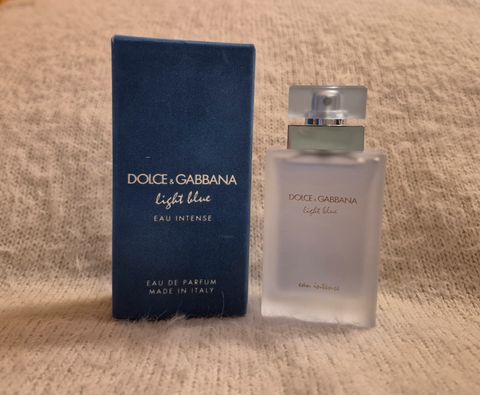 DOLCE & GABBANA
light blue
EAU INTENSE
EAU DE PARFUM
MADE IN ITALY
DOLCE & GABBANA
light blue
eau intense